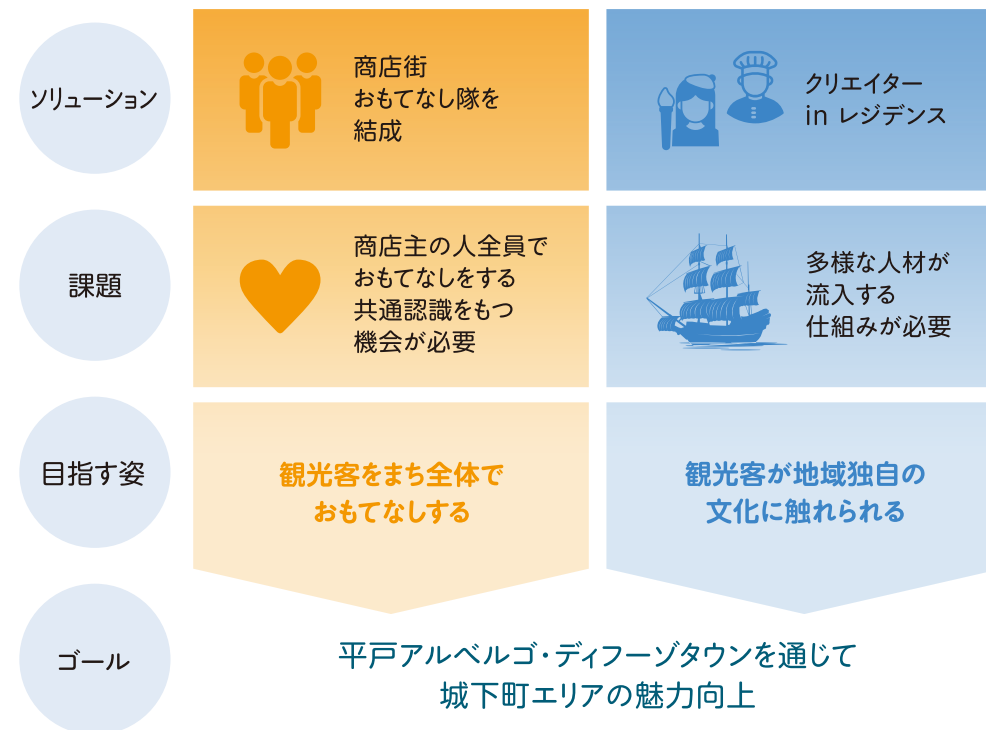 ソリューション
商店街
おもてなし隊を
結成
クリエイター
in レジデンス
課題
商店主の人全員で
おもてなしをする
共通認識をもつ
機会が必要
多様な人材が
流入する
仕組みが必要
目指す姿
観光客をまち全体で
おもてなしする
観光客が地域独自の
文化に触れられる
ゴール
平戸アルベルゴ・ディフーゾタウンを通じて
城下町エリアの魅力向上